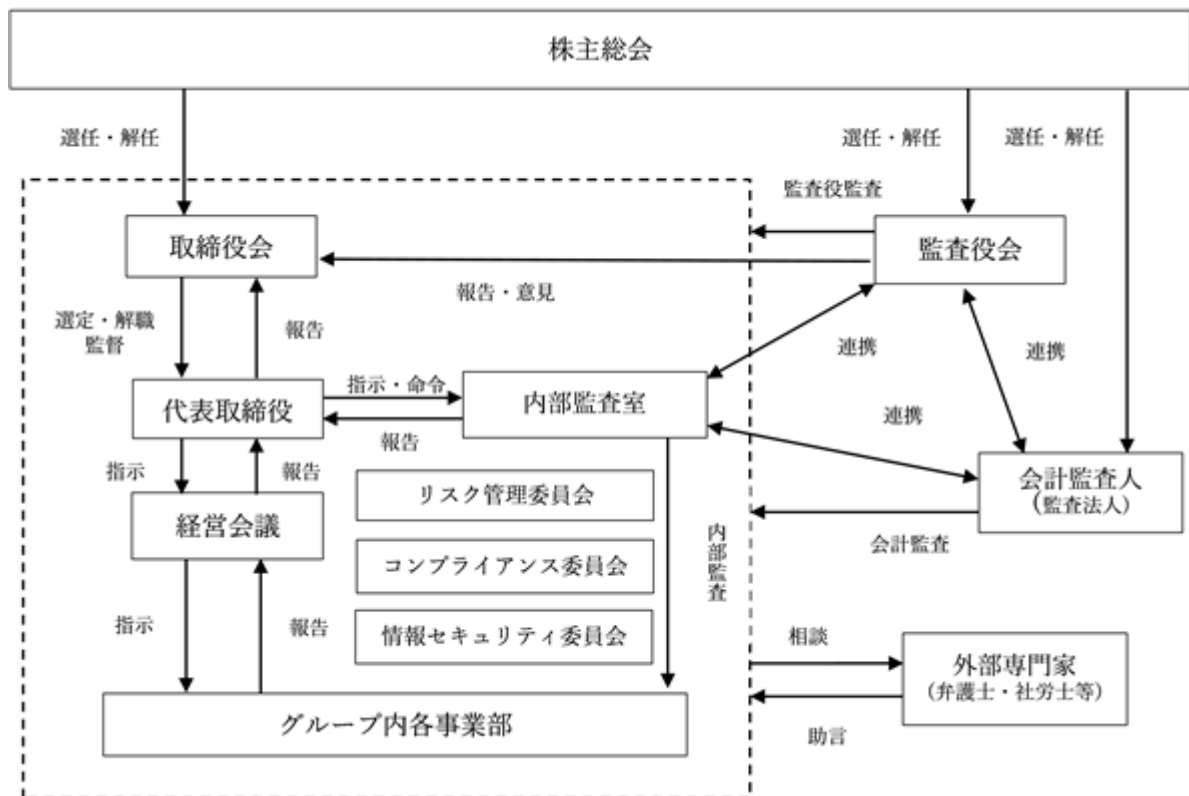 株主総会
選任・解任
選任・解任
選任・解任
監査役監査
取締役会
監査役会
報告・意見
選定・解職
監督
報告
連携
連携
指示・命令
代表取締役
内部監査室
報告
連携
指示
報告
リスク管理委員会
会計監査人
(監査法人)
経営会議
内部監査
会計監査
コンプライアンス委員会
指示
報告
情報セキュリティ委員会
相談
外部専門家
(弁護士・社労士等)
グループ内各事業部
助言